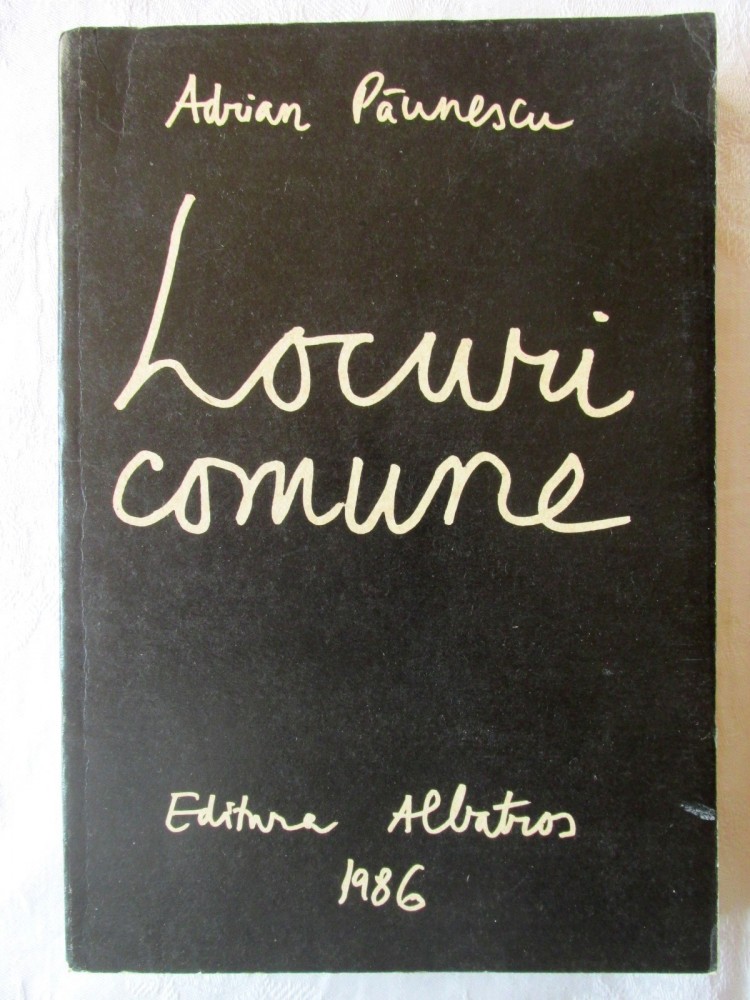 Adrian Păunescu
Locuri
comune
Editura Albatros
1986